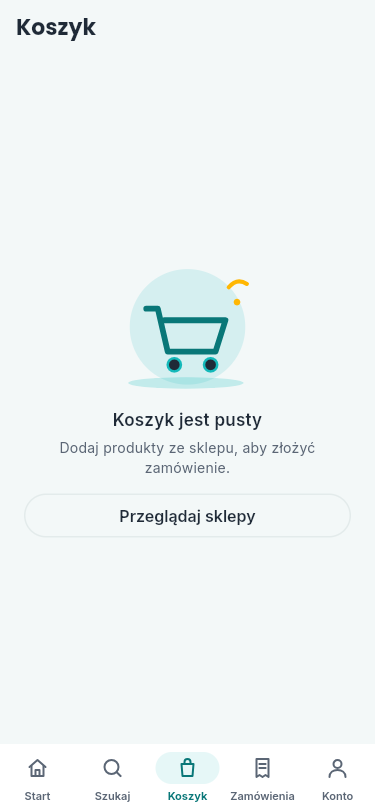 Koszyk
Koszyk jest pusty
Dodaj produkty ze sklepu, aby złożyć
zamówienie.
Przeglądaj sklepy
Start
Szukaj
Koszyk
Zamówienia
Konto